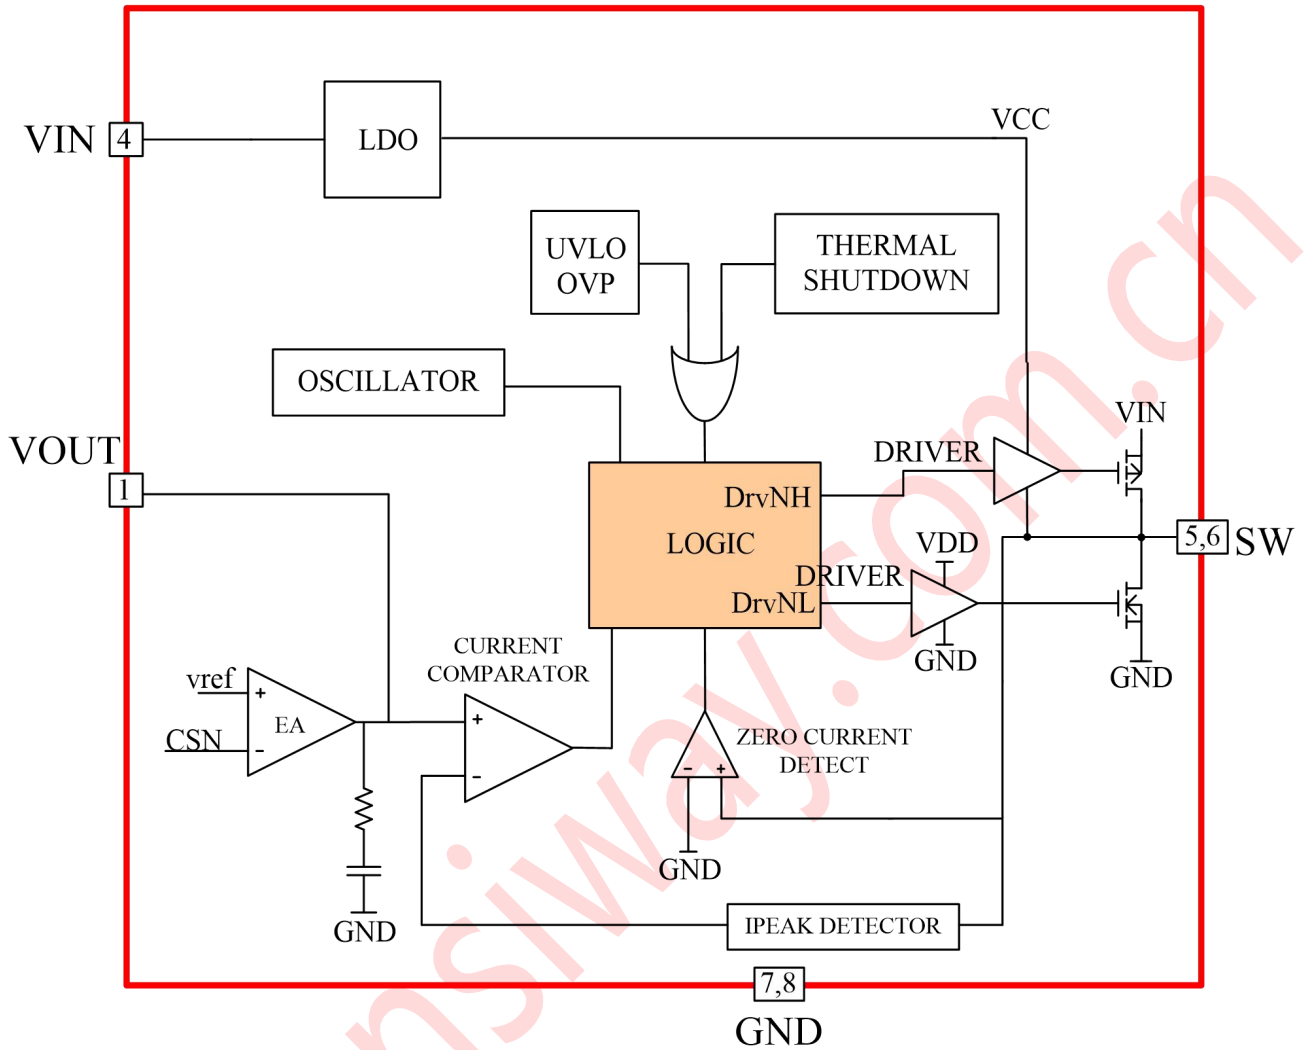 VCC
VIN
4
LDO
UVLO
OVP
THERMAL
SHUTDOWN
OSCILLATOR
VIN
VOUT
1
DRIVER
DrvNH
LOGIC
VDD
5,6
SW
DRIVER
DrvNL
GND
GND
CURRENT
COMPARATOR
vref
+
EA
CSN
-
+
-
ZERO CURRENT
DETECT
-
+
GND
GND
IPEAK DETECTOR
7,8
GND
nsiway.com.cn